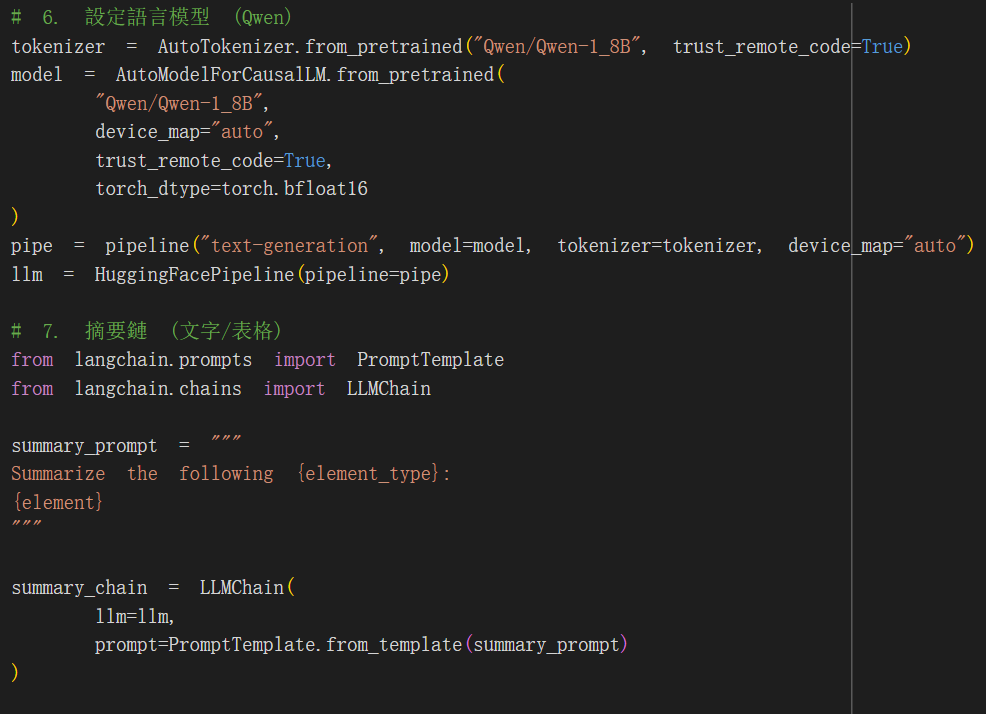 # 6. 設定語言模型 (Qwen)
tokenizer = AutoTokenizer.from_pretrained("Qwen/Qwen-1_8B", trust_remote_code=True)
model = AutoModelForCausalLM.from_pretrained(
"Qwen/Qwen-1_8B",
device_map="auto",
trust_remote_code=True,
torch_dtype=torch.bfloat16
)
pipe = pipeline("text-generation", model=model, tokenizer=tokenizer, device_map="auto")
llm = HuggingFacePipeline(pipeline=pipe)
# 7. 摘要鏈 (文字/表格)
from langchain.prompts import PromptTemplate
from langchain.chains import LLMChain
summary_prompt = """
Summarize the following {element_type}:
{element}
"""
summary_chain = LLMChain(
llm=llm,
prompt=PromptTemplate.from_template(summary_prompt)
)